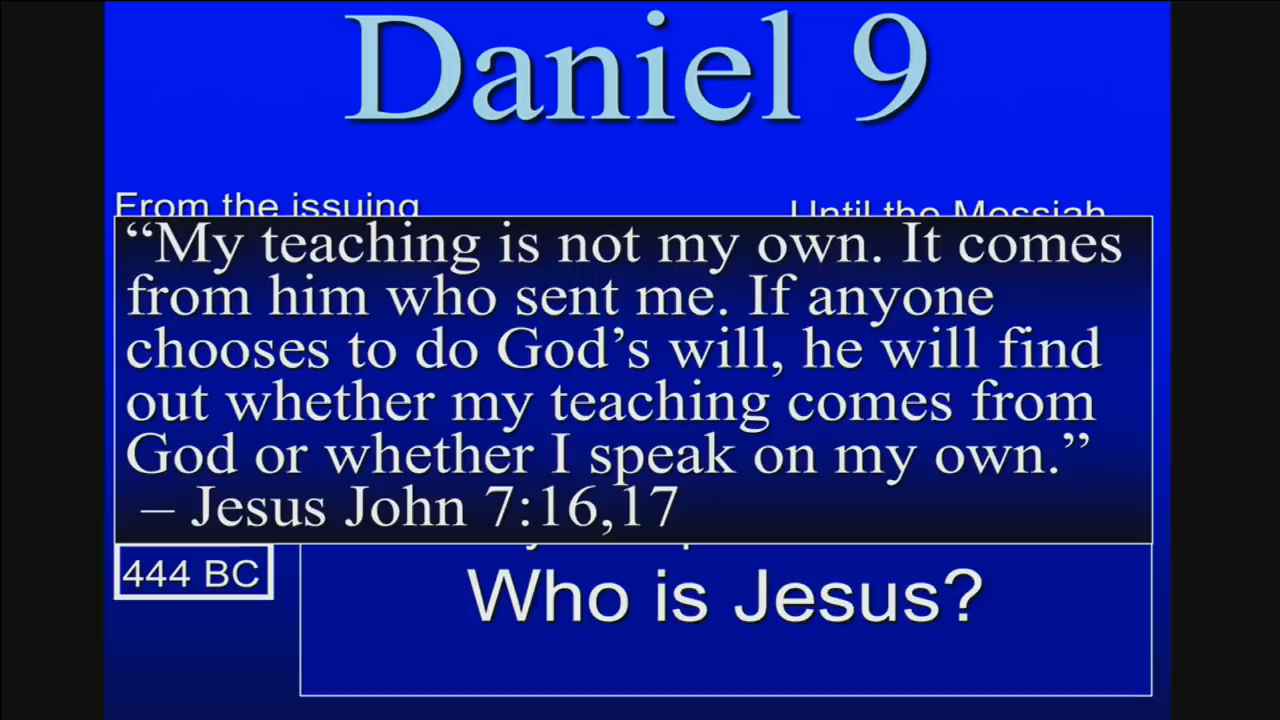 Daniel 9
From the issuing
Until the Messiah
“My teaching is not my own. It comes
from him who sent me. If anyone
chooses to do God’s will, he will find
out whether my teaching comes from
God or whether I speak on my own.”
– Jesus John 7:16,17
444 BC
Who is Jesus?